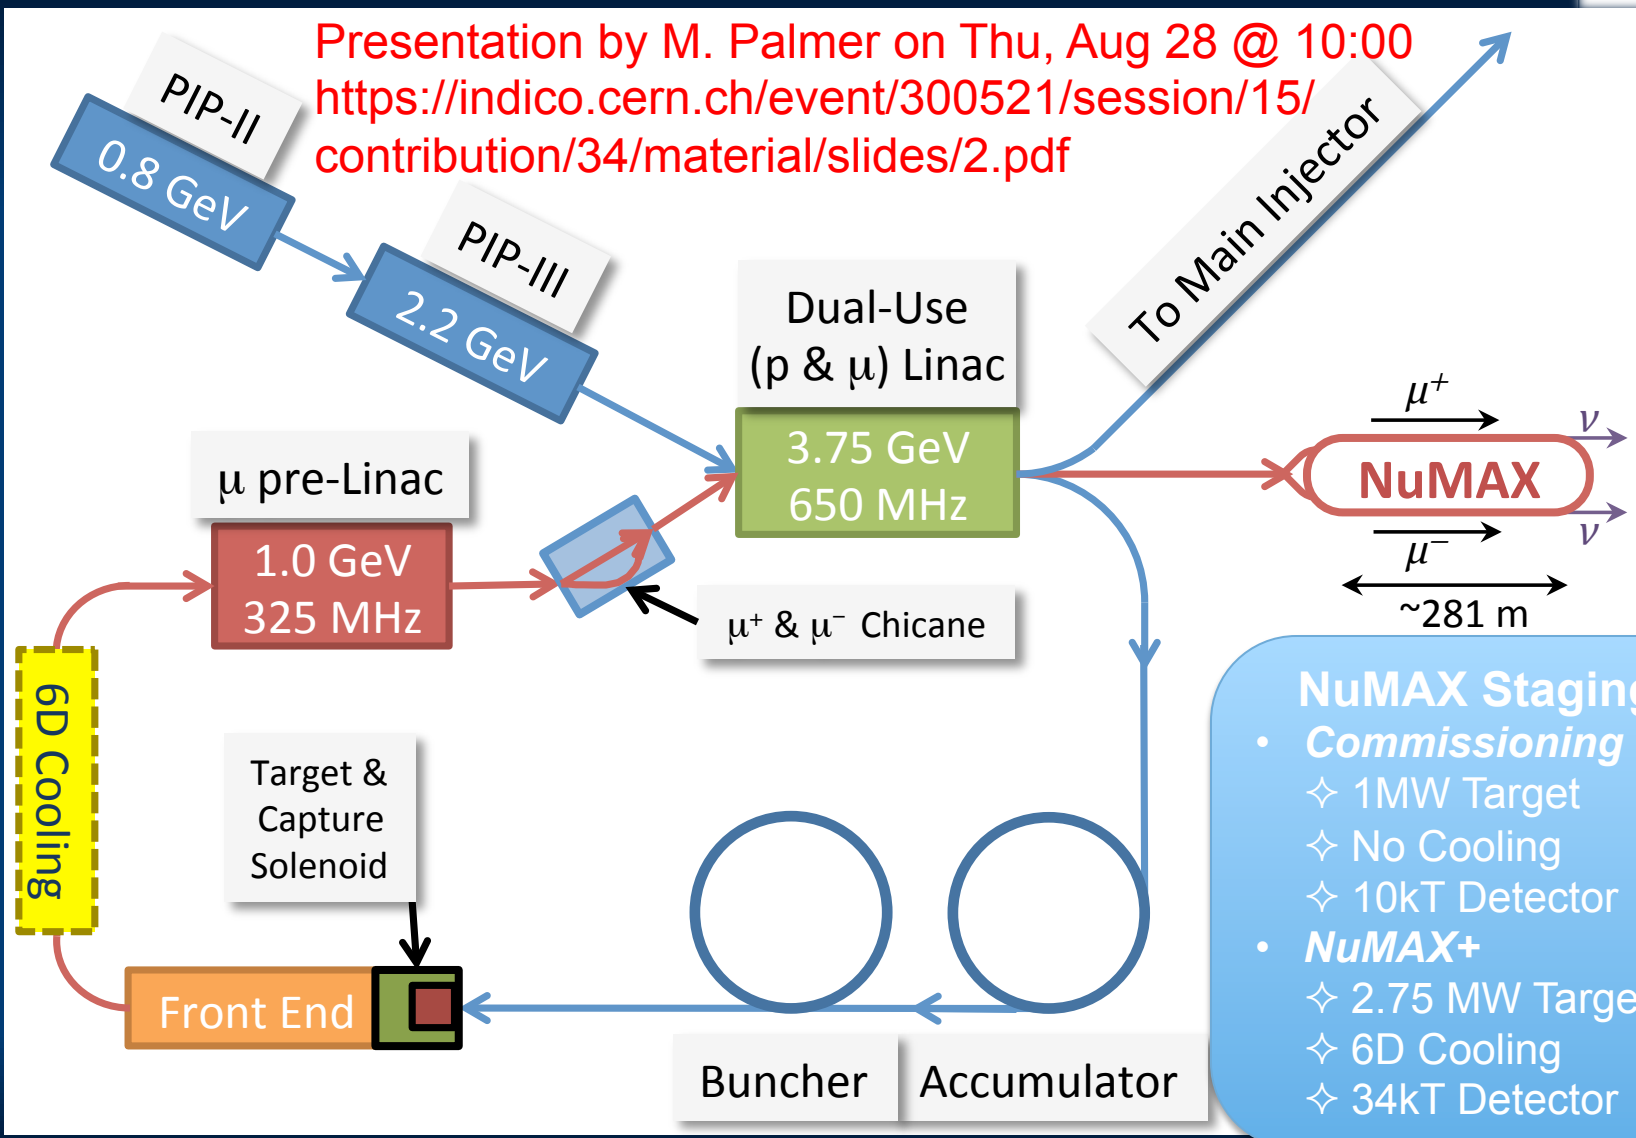 Presentation by M. Palmer on Thu, Aug 28 @ 10:00
https://indico.cern.ch/event/300521/session/15/
contribution/34/material/slides/2.pdf
PIP-II
0.8 GeV
PIP-III
2.2 GeV
To Main Injector
Dual-Use
(p & μ) Linac
3.75 GeV
650 MHz
μ pre-Linac
1.0 GeV
325 MHz
μ⁺ & μ⁻ Chicane
μ⁺
ν
NuMAX
μ⁻
ν
~281 m
6D Cooling
Target &
Capture
Solenoid
Front End
Buncher
Accumulator
NuMAX Staging
• Commissioning
✧ 1MW Target
✧ No Cooling
✧ 10kT Detector
• NuMAX+
✧ 2.75 MW Targe
✧ 6D Cooling
✧ 34kT Detector